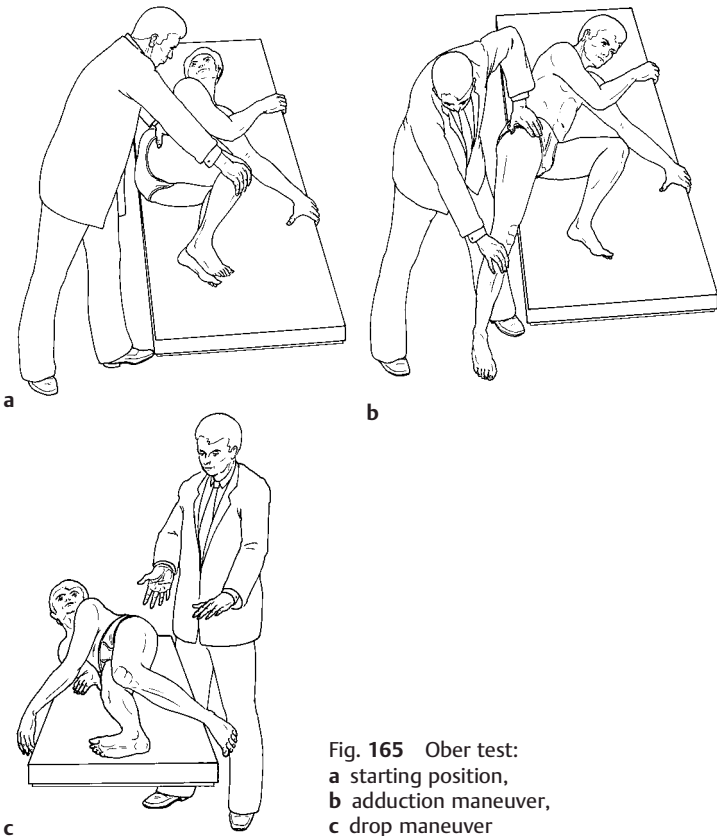 a
b
c
Fig. 165 Ober test:
a starting position,
b adduction maneuver,
c drop maneuver